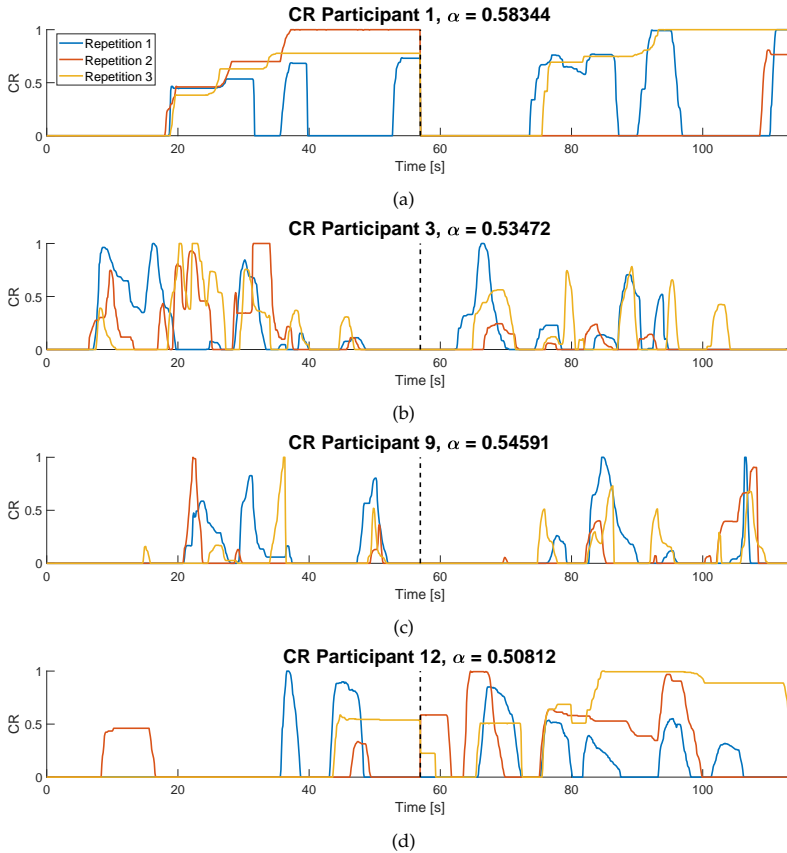 CR Participant 1, α = 0.58344
1
0.5
0
CR
Repetition 1
Repetition 2
Repetition 3
0 20 40 60 80 100
Time [s]
(a)
CR Participant 3, α = 0.53472
1
0.5
0
CR
0 20 40 60 80 100
Time [s]
(b)
CR Participant 9, α = 0.54591
1
0.5
0
CR
0 20 40 60 80 100
Time [s]
(c)
CR Participant 12, α = 0.50812
1
0.5
0
CR
0 20 40 60 80 100
Time [s]
(d)